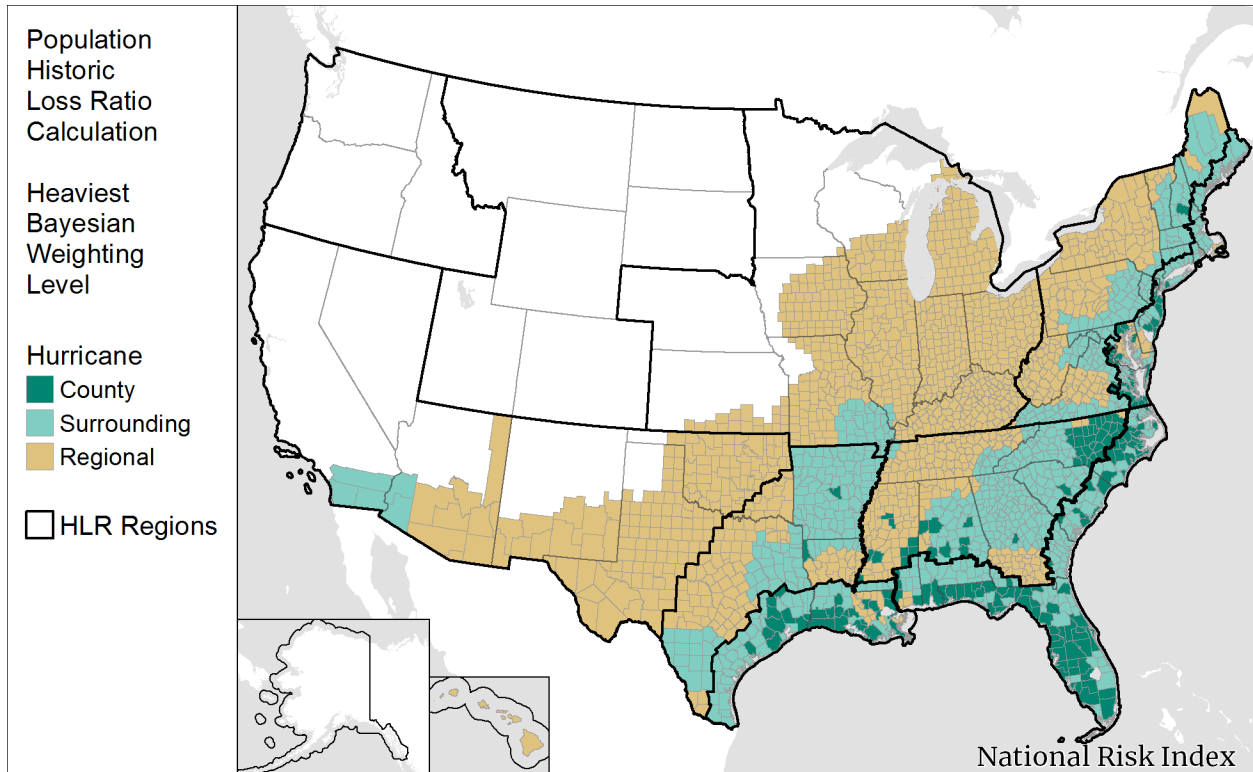 Population
Historic
Loss Ratio
Calculation
Heaviest
Bayesian
Weighting
Level
Hurricane
County
Surrounding
Regional
HLR Regions
National Risk Index